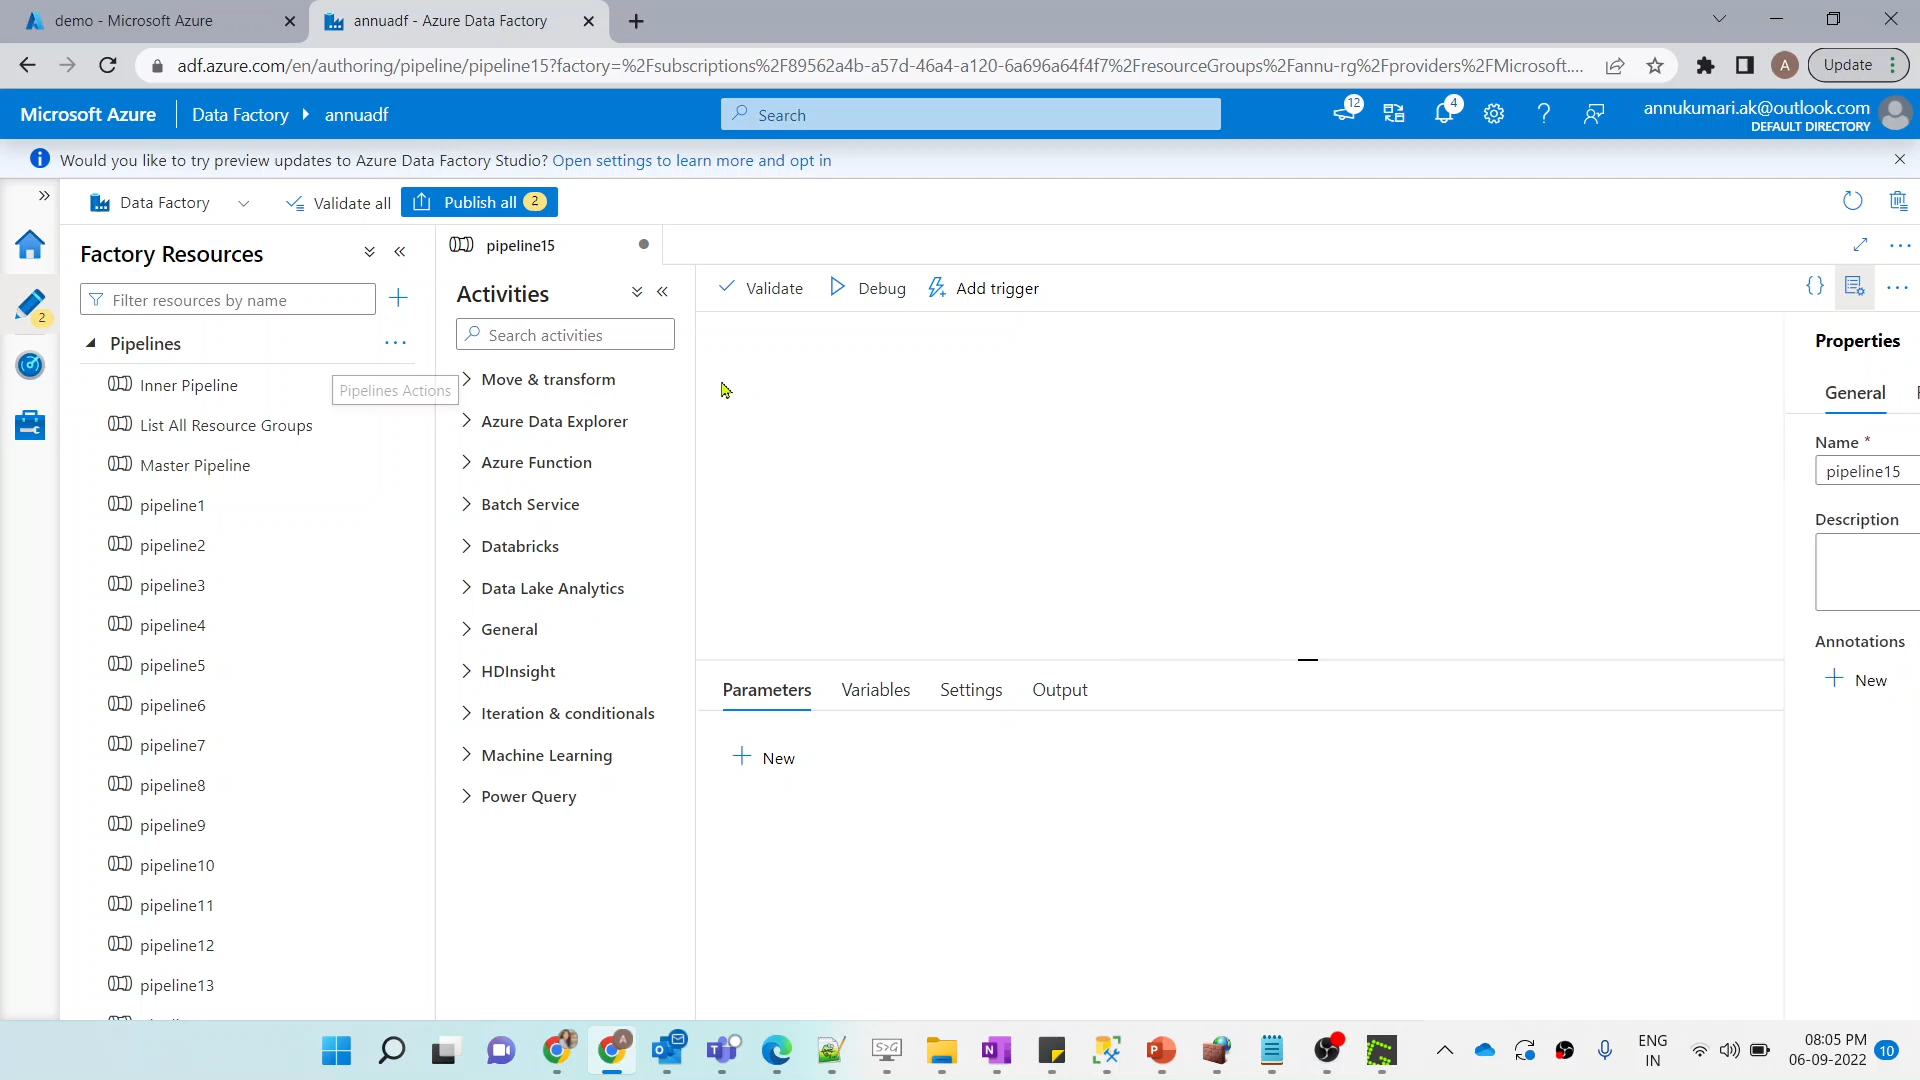 demo - Microsoft Azure
annuadf - Azure Data Factory
adf.azure.com/en/authoring/pipeline/pipeline15?factory=%2Fsubscriptions%2F89562a4b-a57d-46a4-a120-6a696a64f4f7%2FresourceGroups%2Fannu-rg%2Fproviders%2FMicrosoft....
A
Update
Microsoft Azure
Data Factory
annuadf
Search
12
4
annukumari.ak@outlook.com
DEFAULT DIRECTORY
Would you like to try preview updates to Azure Data Factory Studio? Open settings to learn more and opt in
Data Factory
Validate all
Publish all 2
Factory Resources
Filter resources by name
2
Pipelines
Pipelines Actions
Inner Pipeline
List All Resource Groups
Master Pipeline
pipeline1
pipeline2
pipeline3
pipeline4
pipeline5
pipeline6
pipeline7
pipeline8
pipeline9
pipeline10
pipeline11
pipeline12
pipeline13
pipeline15
Activities
Search activities
Move & transform
Azure Data Explorer
Azure Function
Batch Service
Databricks
Data Lake Analytics
General
HDInsight
Iteration & conditionals
Machine Learning
Power Query
Validate
Debug
Add trigger
Parameters
Variables
Settings
Output
New
Properties
General
Name *
pipeline15
Description
Annotations
New
ENG
IN
08:05 PM
06-09-2022
10